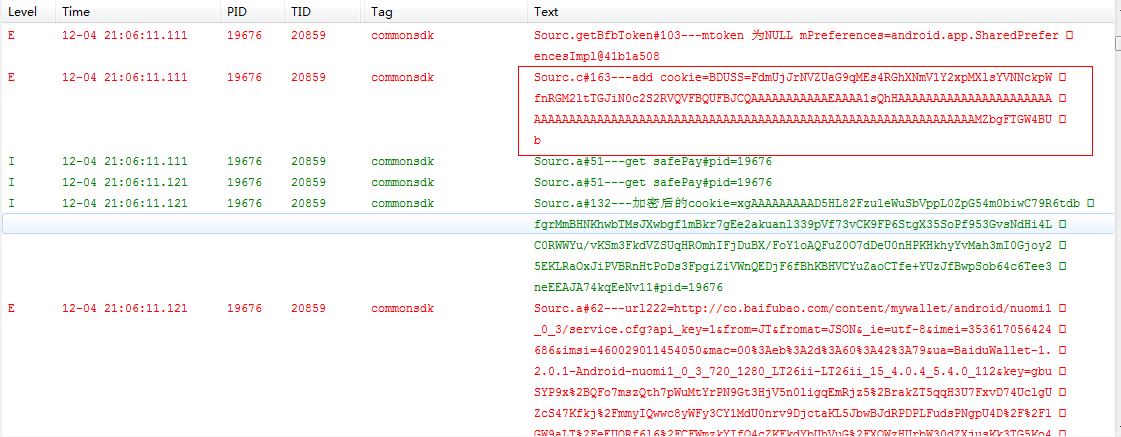 Level Time PID TID Tag Text
E 12-04 21:06:11.111 19676 20859 commonsdk Sourc.getBfbToken#103---mtoken 为NULL mPreferences=android.app.SharedPrefer
encesImpl@41b1a508
E 12-04 21:06:11.111 19676 20859 commonsdk Sourc.c#163---add cookie=BDUSS=FdmUjJrNVZUaG9qMEs4RGhXNmV1Y2xpMXlsYVNNckpW
fnRGM2ltTGJiN0c2S2RVQVFBQUFBJCQAAAAAAAAAAAEAAAA1sQhHAAAAAAAAAAAAAAAAAAAAAA
AAAAAAAAAAAAAAAAAAAAAAAAAAAAAAAAAAAAAAAAAAAAAAAAAAAAAAAAAAAAAAAMZbgFTGW4BU
b
I 12-04 21:06:11.111 19676 20859 commonsdk Sourc.a#51---get safePay#pid=19676
I 12-04 21:06:11.121 19676 20859 commonsdk Sourc.a#51---get safePay#pid=19676
I 12-04 21:06:11.121 19676 20859 commonsdk Sourc.a#132---加密后的cookie=xgAAAAAAAAAD5HL82FzuleWuSbVppL0ZpG54m0biwC79R6tdb
fgrMmBHNKhwbTMsJXwbgf1mBkr7gEe2akuanl339pVf73vCK9FP6StgX35SoPf953GvsNdHi4L
C0RWWYu/vKSm3FkdVZSUqHROmhIFjDuBX/FoY1oAQFuZ0O7dDeU0nHPKHkhyYvMah3mI0Gjoy2
5EKLRaOxJiPVBRnHtPoDs3FpgiZiVWnQEDjF6fBhKBHVCYuZaoCTfe+YUzJfBwpSob64c6Tee3
neEEAJA74kqEeNv11#pid=19676
E 12-04 21:06:11.121 19676 20859 commonsdk Sourc.a#62---url222=http://co.baifubao.com/content/mywallet/android/nuomi1
_0_3/service.cfg?api_key=1&from=JT&fromat=JSON&_ie=utf-8&imei=353617056424
686&imsi=460029011454050&mac=00%3Aeb%3A2d%3A60%3A42%3A79&ua=BaiduWallet-1.
2.0.1-Android-nuomi1_0_3_720_1280_LT26ii-LT26ii_15_4.0.4_5.4.0_112&key=gbu
SYP9x%2BQFo7mszQth7pWuMtYrPN9Gt3HjV5n0ligqEmRjz5%2BrakZT5qqH3U7FxvD74UclgU
ZcS47Kfkj%2FmmyIQwwc8yWFy3CY1MdU0nrv9DjctaKL5JbwBJdRPDPLFudsPNgpU4D%2F%2Fl